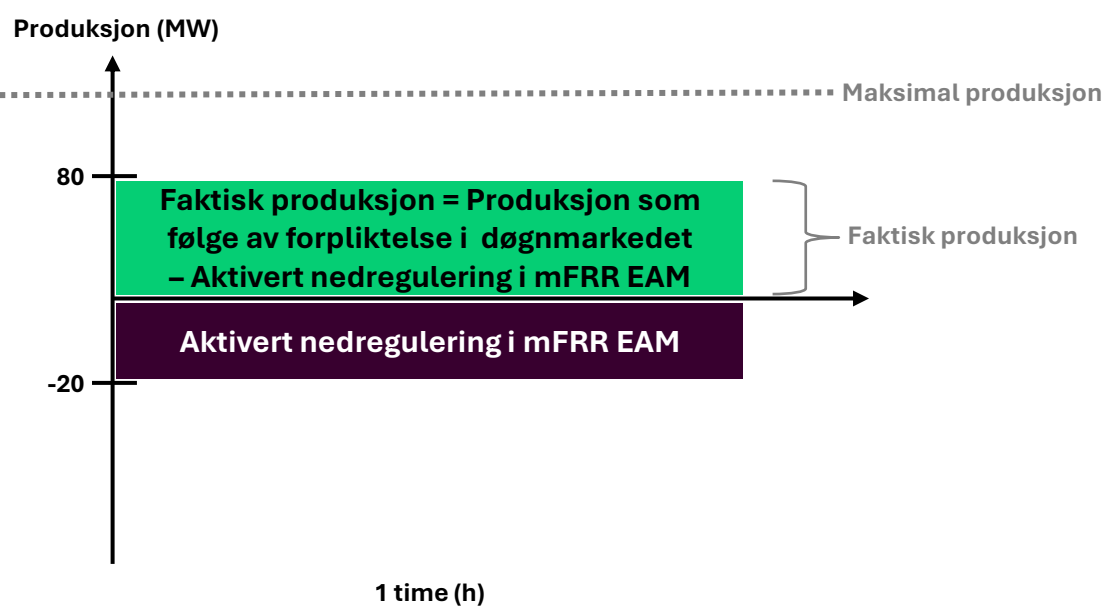 Produksjon (MW)
Maksimal produksjon
80
Faktisk produksjon = Produksjon som
følge av forpliktelse i døgnmarkedet
– Aktivert nedregulering i mFRR EAM
Faktisk produksjon
Aktivert nedregulering i mFRR EAM
-20
1 time (h)